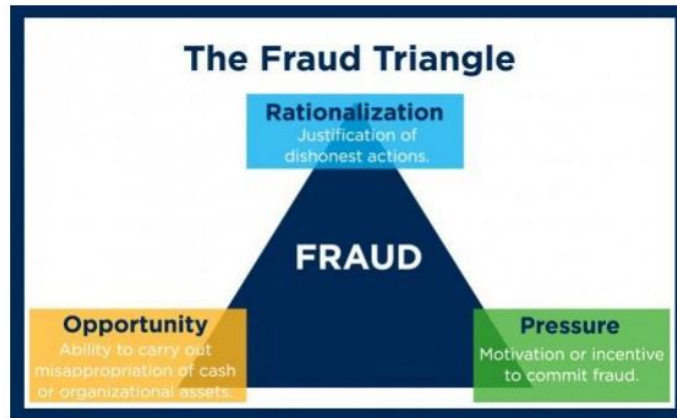 The Fraud Triangle
Rationalization
Justification of
dishonest actions.
FRAUD
Opportunity
Ability to carry out
misappropriation of cash
or organizational assets.
Pressure
Motivation or incentive
to commit fraud.